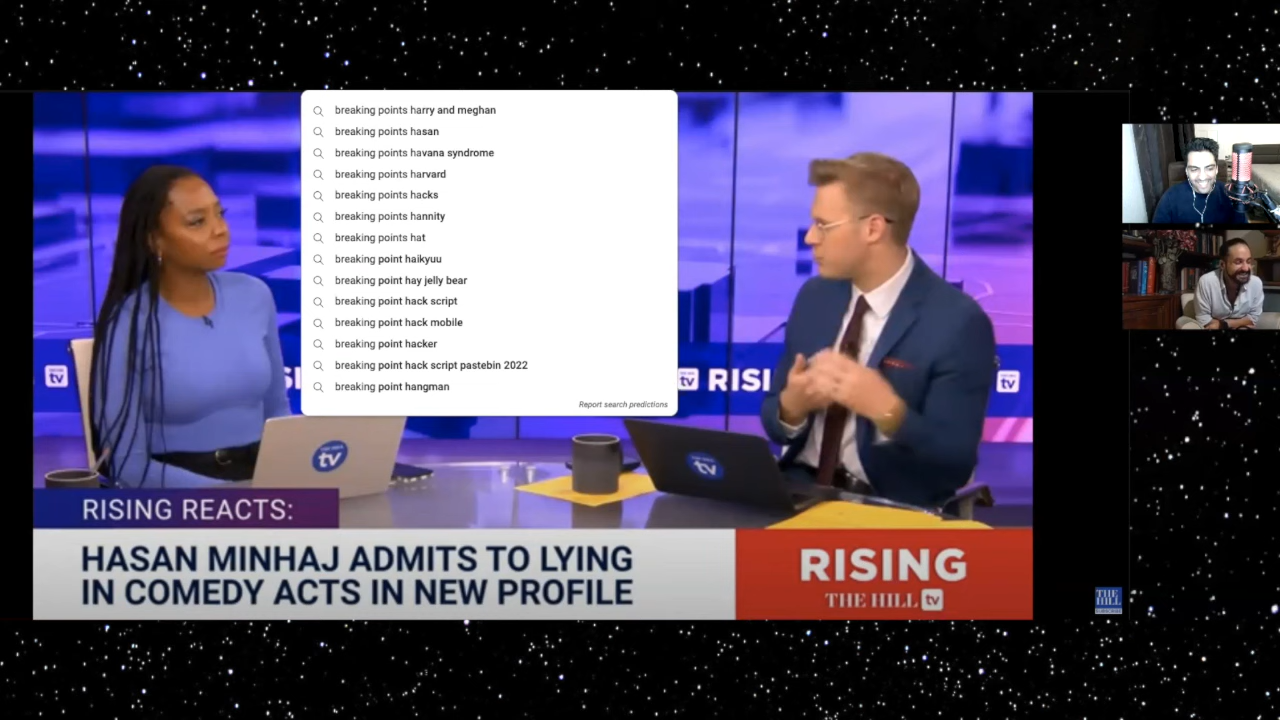 breaking points harry and meghan
breaking points hasan
breaking points havana syndrome
breaking points harvard
breaking points hacks
breaking points hannity
breaking points hat
breaking point haikyuu
breaking point hay jelly bear
breaking point hack script
breaking point hack mobile
breaking point hacker
breaking point hack script pastebin 2022
breaking point hangman
Report search predictions
tv
SI
tv
RISI
tv
tv
tv
RISING REACTS:
HASAN MINHAJ ADMITS TO LYING
IN COMEDY ACTS IN NEW PROFILE
RISING
THE HILL tv
THE
HILL